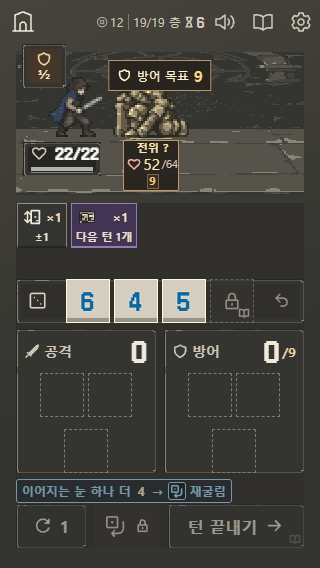 12 | 19/19 층 6
1/2
방어 목표 9
22/22
전위 ?
52/64
9
×1
±1
×1
다음 턴 1개
6 4 5
공격 0
방어 0/9
이어지는 눈 하나 더 4 → 재굴림
1
턴 끝내기 →